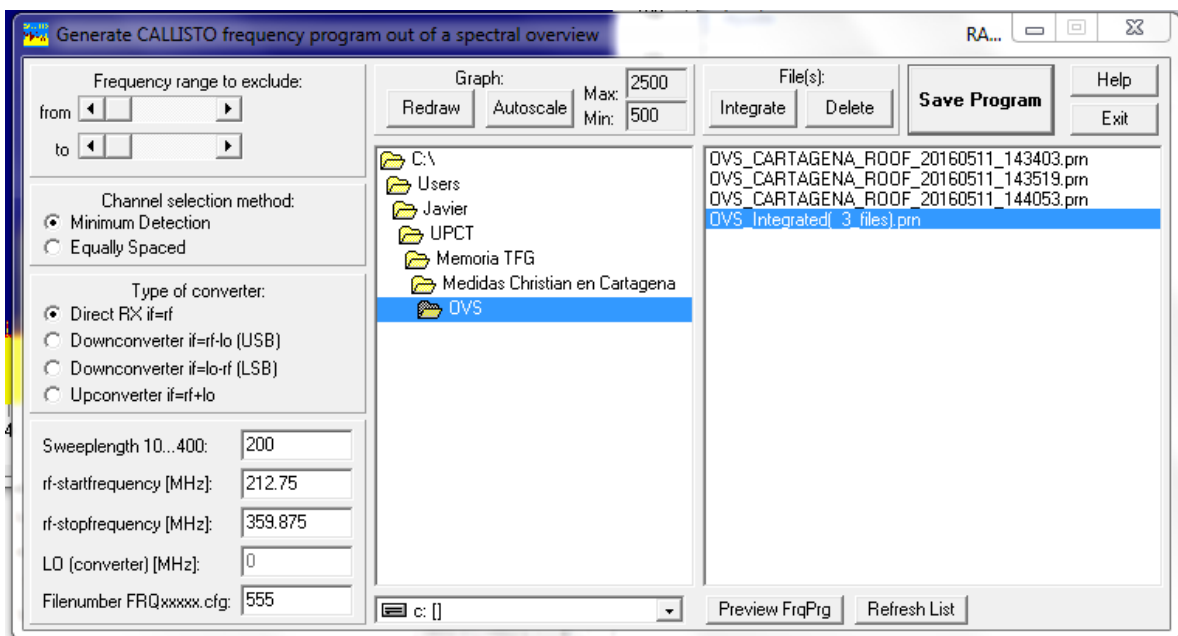 Generate CALLISTO frequency program out of a spectral overview
RA...
Frequency range to exclude:
from
to
Channel selection method:
Minimum Detection
Equally Spaced
Type of converter:
Direct RX if=rf
Downconverter if=rf-lo (USB)
Downconverter if=lo-rf (LSB)
Upconverter if=rf+lo
Sweeplength 10...400: 200
rf-startfrequency [MHz]: 212.75
rf-stopfrequency [MHz]: 359.875
LO (converter) [MHz]: 0
Filenumber FRQxxxxx.cfg: 555
Graph:
Redraw
Autoscale
Max: 2500
Min: 500
C:\
Users
Javier
UPCT
Memoria TFG
Medidas Christian en Cartagena
OVS
c: []
File(s):
Integrate
Delete
Save Program
Help
Exit
OVS_CARTAGENA_ROOF_20160511_143403.prn
OVS_CARTAGENA_ROOF_20160511_143519.prn
OVS_CARTAGENA_ROOF_20160511_144053.prn
OVS_Integrated(_3_files).prn
Preview FrqPrg
Refresh List